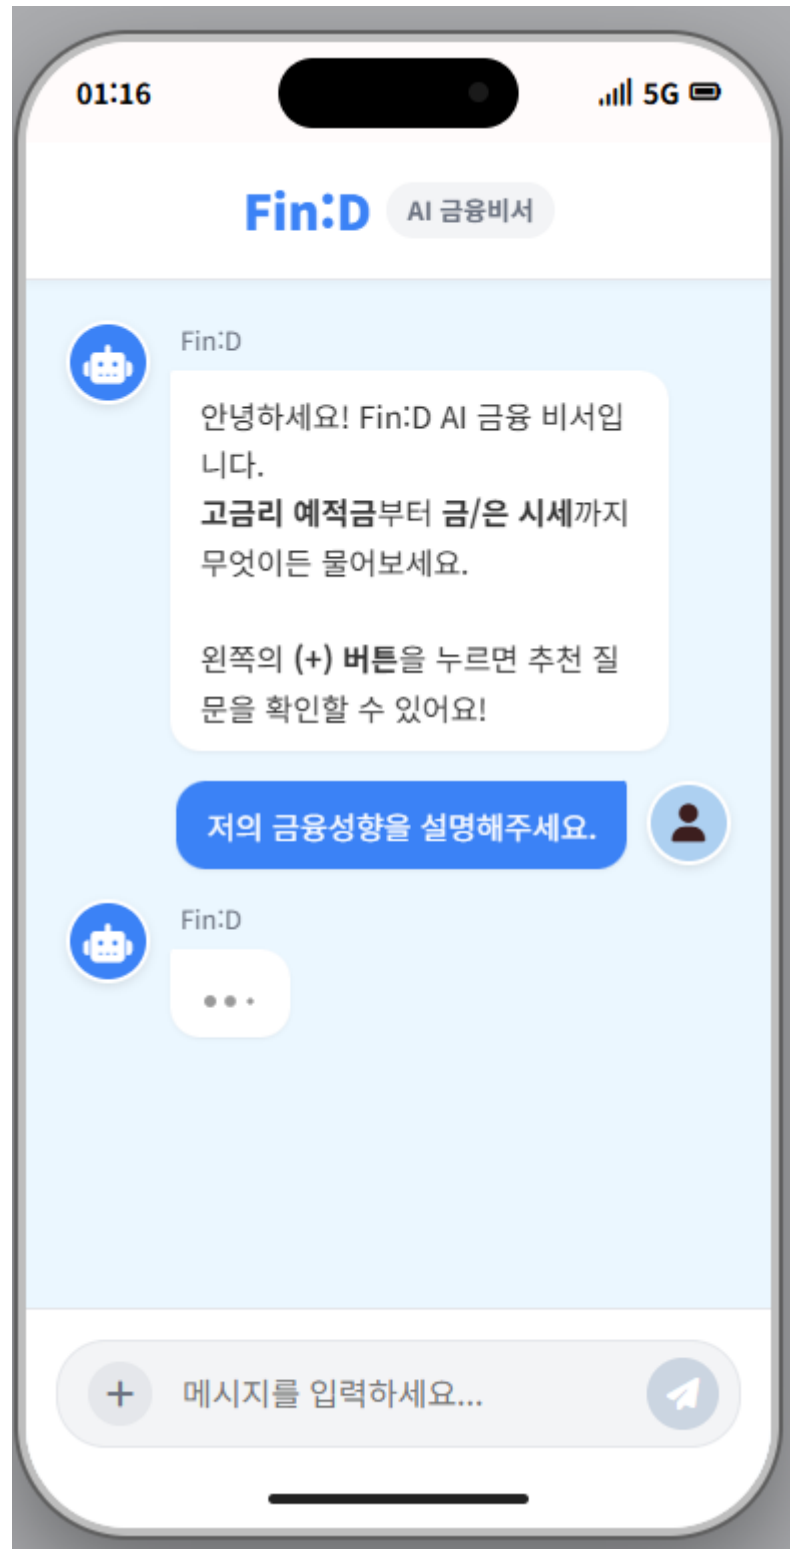 01:16
5G
Fin:D AI 금융비서
Fin:D
안녕하세요! Fin:D AI 금융 비서입
니다.
고금리 예적금부터 금/은 시세까지
무엇이든 물어보세요.
왼쪽의 (+) 버튼을 누르면 추천 질
문을 확인할 수 있어요!
저의 금융성향을 설명해주세요.
Fin:D
메시지를 입력하세요...